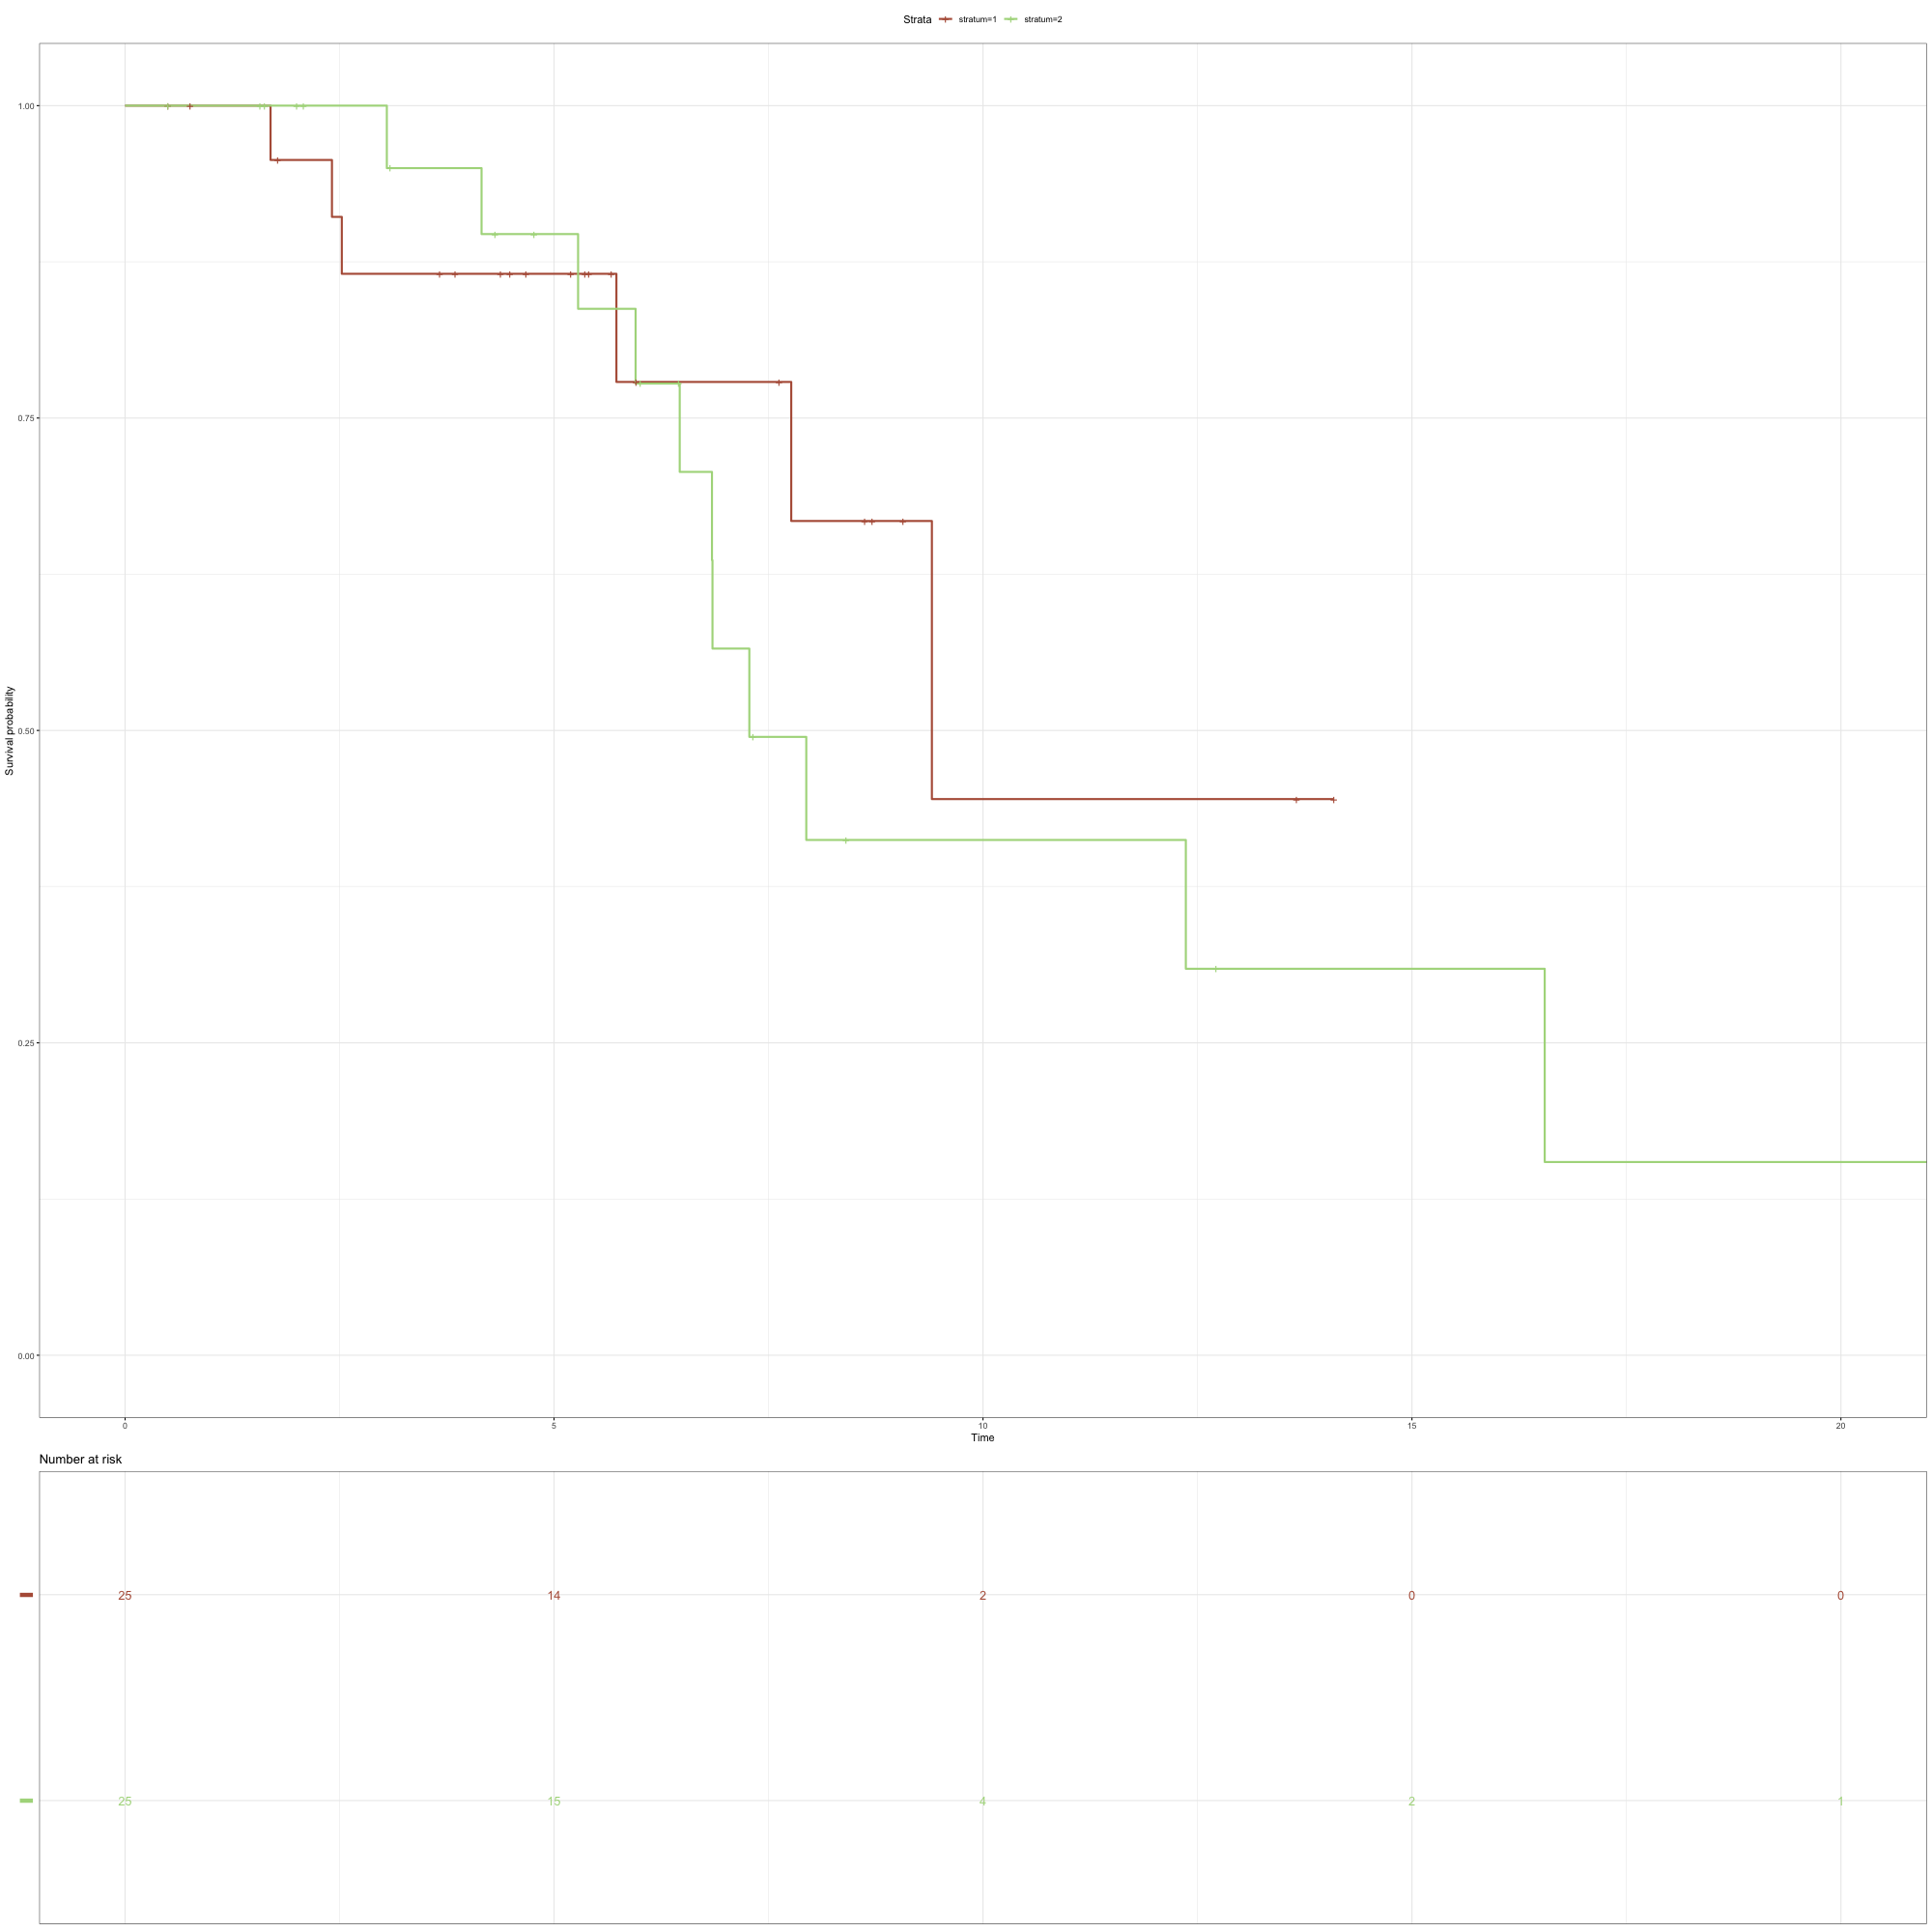 Strata stratum=1 stratum=2
1.00
0.75
0.50
0.25
0.00
Survival probability
0 5 10 15 20
Time
Number at risk
25 14 2 0 0
25 15 4 2 1